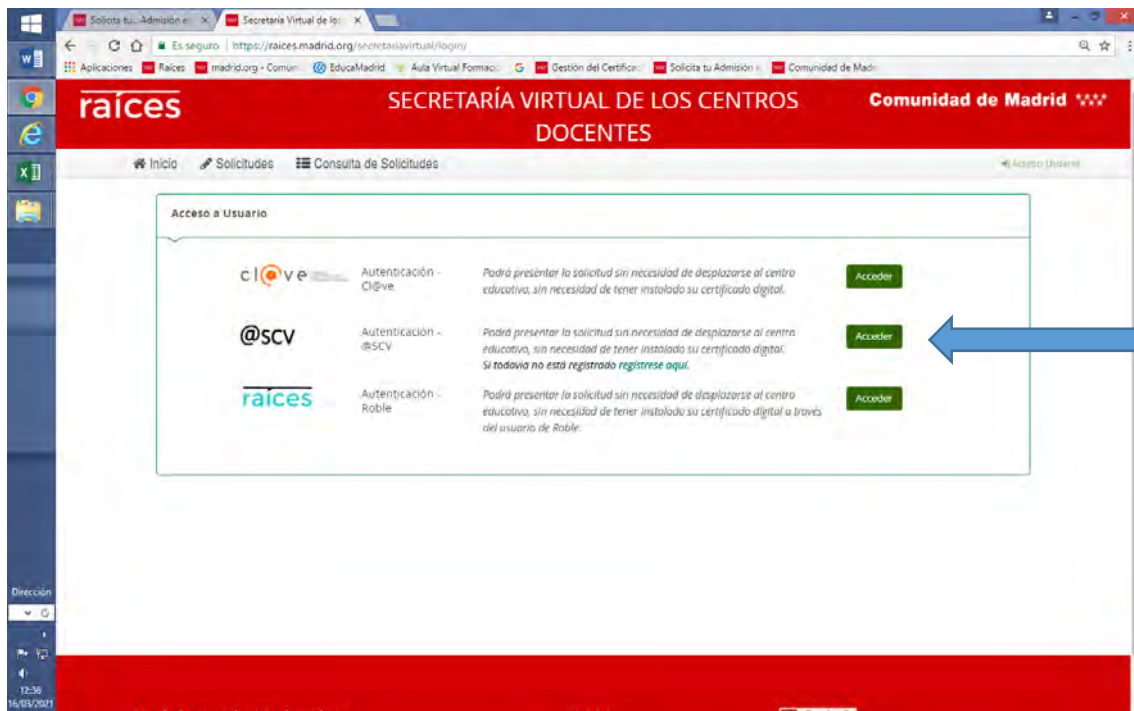 Solicita tu... Admisión e
Secretaría Virtual de lo:
Es seguro | https://raices.madrid.org/secretariavirtual/login/
Aplicaciones Raíces madrid.org - Comun EducaMadrid Aula Virtual Formaci G Gestión del Certifica Solicita tu Admisión e Comunidad de Madr
raíces
SECRETARÍA VIRTUAL DE LOS CENTROS
DOCENTES
Comunidad de Madrid
Inicio Solicitudes Consulta de Solicitudes Acceso Usuario
Acceso a Usuario
cl@ve
Autenticación -
Cl@ve
Podrá presentar la solicitud sin necesidad de desplazarse al centro
educativo, sin necesidad de tener instalado su certificado digital.
Acceder
@SCV
Autenticación -
@SCV
Podrá presentar la solicitud sin necesidad de desplazarse al centro
educativo, sin necesidad de tener instalado su certificado digital.
Si todavía no está registrado regístrese aquí.
Acceder
raíces
Autenticación -
Roble
Podrá presentar la solicitud sin necesidad de desplazarse al centro
educativo, sin necesidad de tener instalado su certificado digital a través
del usuario de Roble.
Acceder
Dirección
12:36
16/03/2021